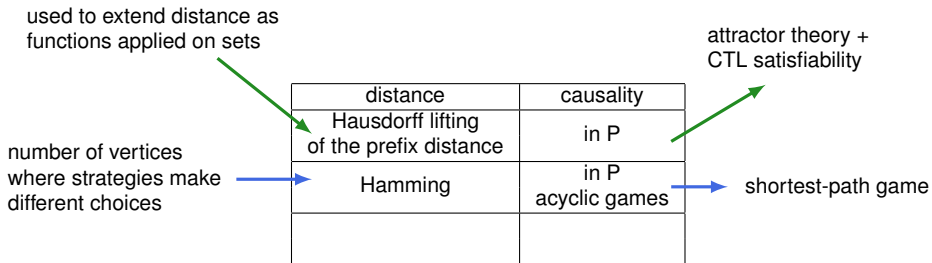 used to extend distance as
functions applied on sets
attractor theory +
CTL satisfiability
distance causality
Hausdorff lifting
of the prefix distance
in P
number of vertices
where strategies make
different choices
Hamming
in P
acyclic games
shortest-path game